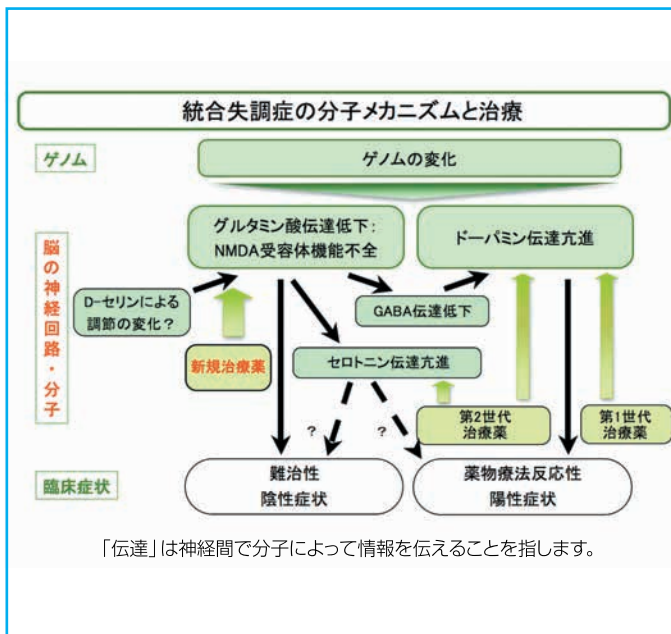 統合失調症の分子メカニズムと治療
ゲノム
ゲノムの変化
脳の神経回路・分子
グルタミン酸伝達低下:
NMDA受容体機能不全
ドーパミン伝達亢進
D-セリンによる
調節の変化?
GABA伝達低下
新規治療薬
セロトニン伝達亢進
第2世代
治療薬
第1世代
治療薬
?
?
臨床症状
難治性
陰性症状
薬物療法反応性
陽性症状
「伝達」は神経間で分子によって情報を伝えることを指します。